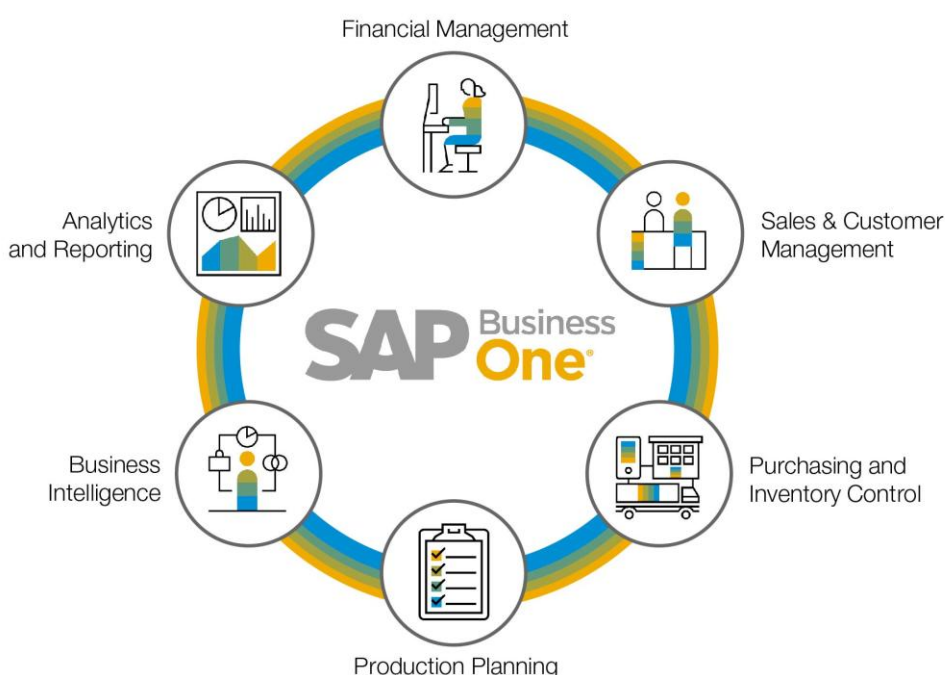 Financial Management
Analytics
and Reporting
Sales & Customer
Management
SAP Business
One®
Business
Intelligence
Purchasing and
Inventory Control
Production Planning